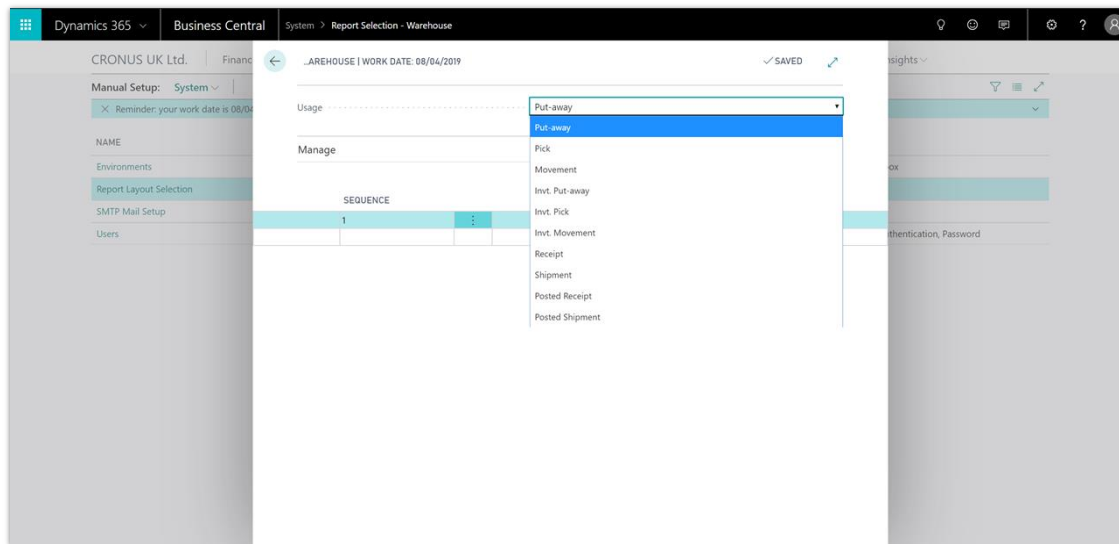 Dynamics 365 Business Central System > Report Selection - Warehouse ?
CRONUS UK Ltd. Financ
...AREHOUSE | WORK DATE: 08/04/2019 SAVED
nsights
Manual Setup: System
Reminder: your work date is 08/04
Usage Put-away
Put-away
Pick
Movement
Invt. Put-away
Invt. Pick
Invt. Movement
Receipt
Shipment
Posted Receipt
Posted Shipment
Manage
SEQUENCE
1
NAME
Environments
ox
Report Layout Selection
SMTP Mail Setup
Users
thentication, Password